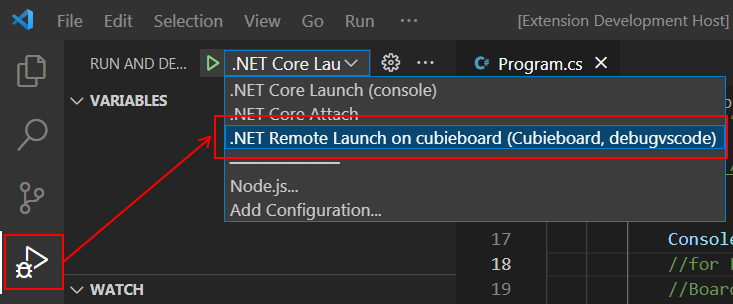 File Edit Selection View Go Run ··· [Extension Development Host]
RUN AND DE... .NET Core Lau ··· C# Program.cs
VARIABLES
.NET Core Launch (console)
.NET Core Attach
.NET Remote Launch on cubieboard (Cubieboard, debugvscode)
Node.js...
Add Configuration...
17 Consol
18 //for
19 //Board
WATCH